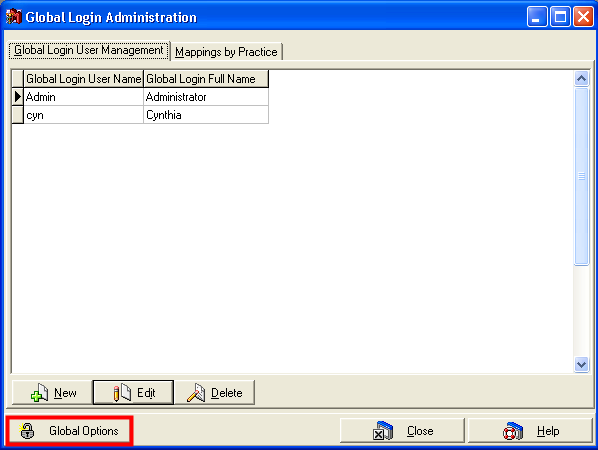 Global Login Administration
Global Login User Management Mappings by Practice
Global Login User Name Global Login Full Name
Admin Administrator
cyn Cynthia
New Edit Delete
Global Options Close Help